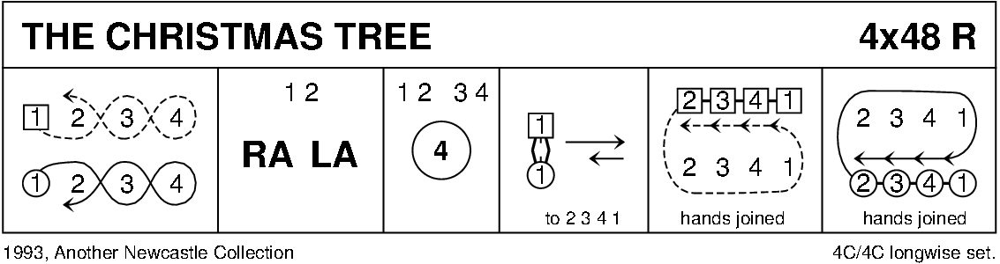 THE CHRISTMAS TREE 4x48 R
1 2 3 4
1 2 3 4
1 2
RA LA
1 2 3 4
4
1
1
to 2 3 4 1
2 3 4 1
2 3 4 1
hands joined
2 3 4 1
2 3 4 1
hands joined
1993, Another Newcastle Collection
4C/4C longwise set.